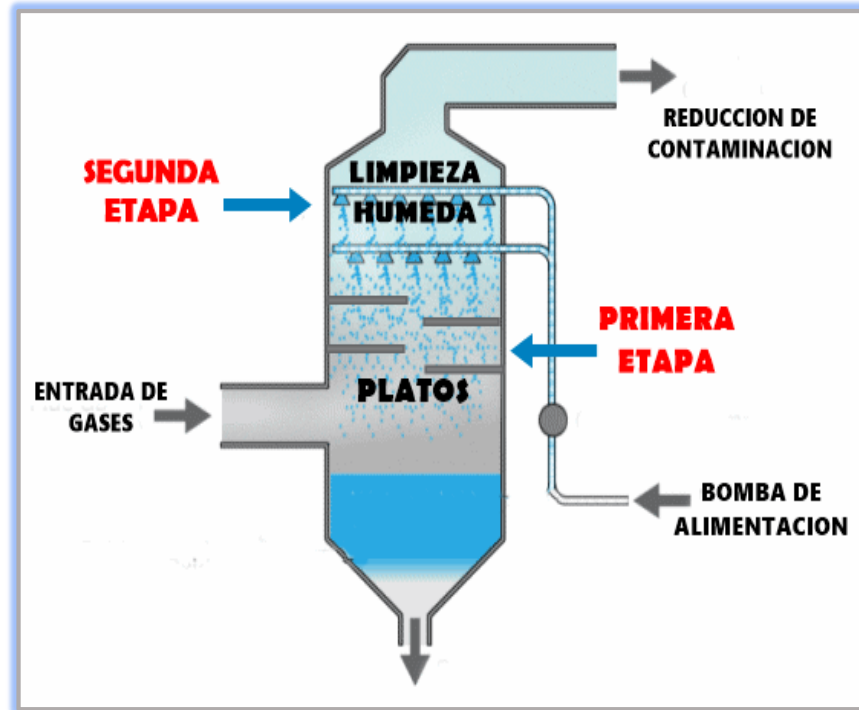 REDUCCION DE
CONTAMINACION
SEGUNDA
ETAPA
LIMPIEZA
HUMEDA
PRIMERA
ETAPA
PLATOS
ENTRADA DE
GASES
BOMBA DE
ALIMENTACION